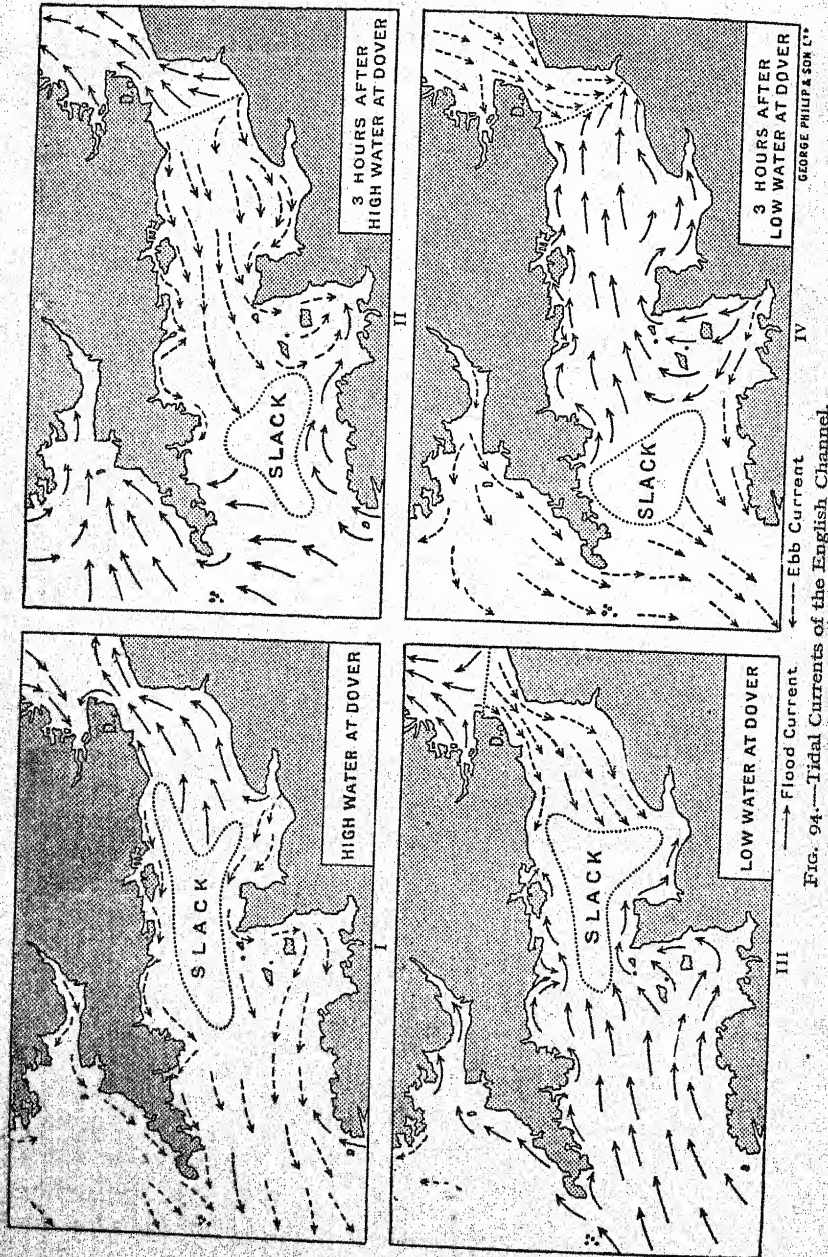 SLACK
D.
HIGH WATER AT DOVER
I
SLACK
D.
3 HOURS AFTER
HIGH WATER AT DOVER
II
SLACK
D.
LOW WATER AT DOVER
III
SLACK
D.
3 HOURS AFTER
LOW WATER AT DOVER
IV
GEORGE PHILIP & SON LTD
Flood Current
Ebb Current
FIG. 94.—Tidal Currents of the English Channel.